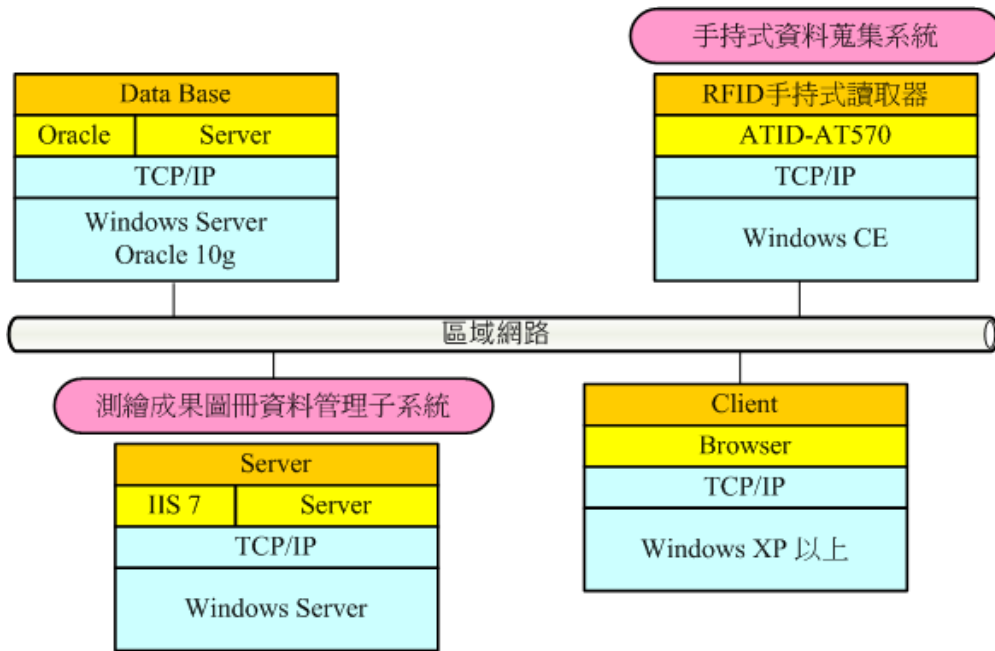 手持式資料蒐集系統
Data Base
Oracle
Server
TCP/IP
Windows Server
Oracle 10g
RFID手持式讀取器
ATID-AT570
TCP/IP
Windows CE
區域網路
測繪成果圖冊資料管理子系統
Server
IIS 7
Server
TCP/IP
Windows Server
Client
Browser
TCP/IP
Windows XP 以上